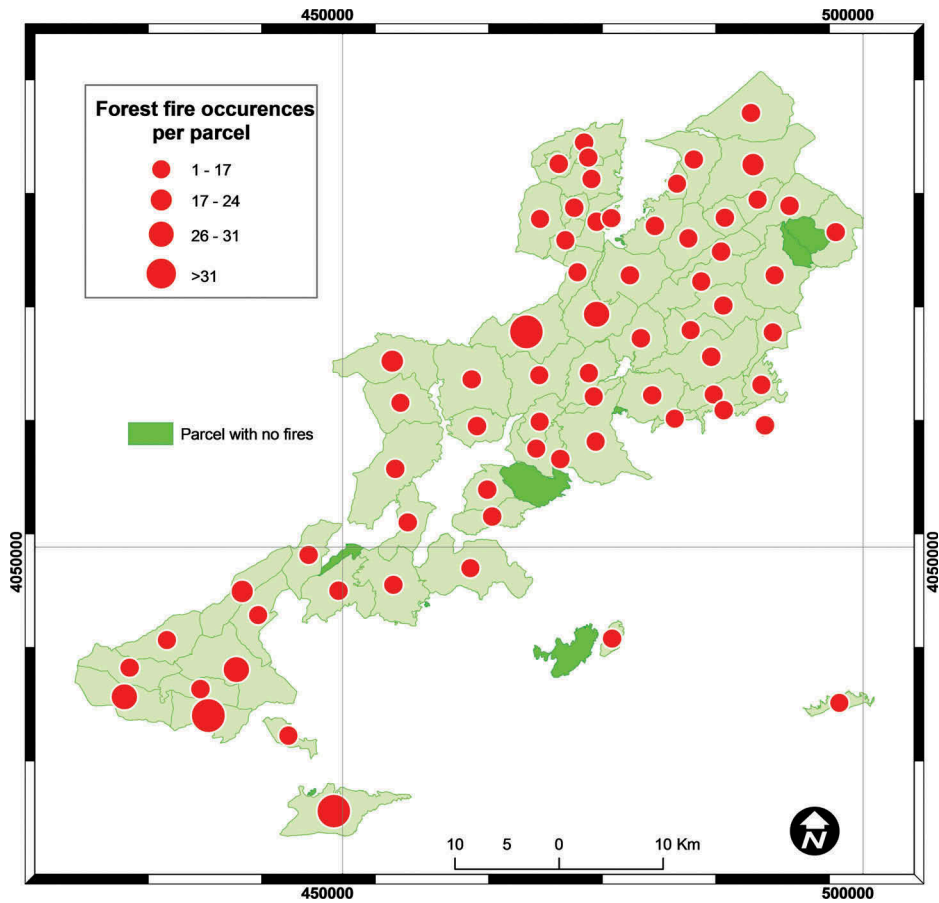 450000
500000
Forest fire occurences
per parcel
1 - 17
17 - 24
26 - 31
>31
Parcel with no fires
4050000
4050000
10 5 0 10 Km
N
450000
500000